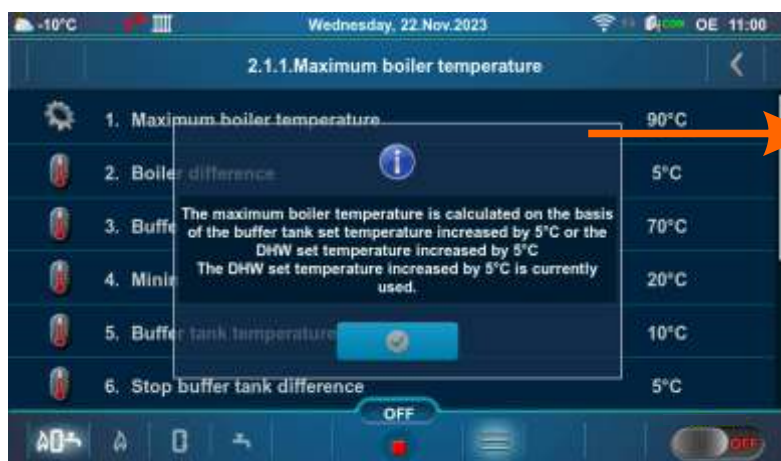 -10°C Wednesday, 22.Nov.2023 OE 11:00
2.1.1.Maximum boiler temperature
1. Maximum boiler temperature 90°C
2. Boiler difference 5°C
3. Buffe 70°C
4. Minir 20°C
5. Buffer tank temperature 10°C
6. Stop buffer tank difference 5°C
The maximum boiler temperature is calculated on the basis
of the buffer tank set temperature increased by 5°C or the
DHW set temperature increased by 5°C
The DHW set temperature increased by 5°C is currently
used.
OFF
OFF